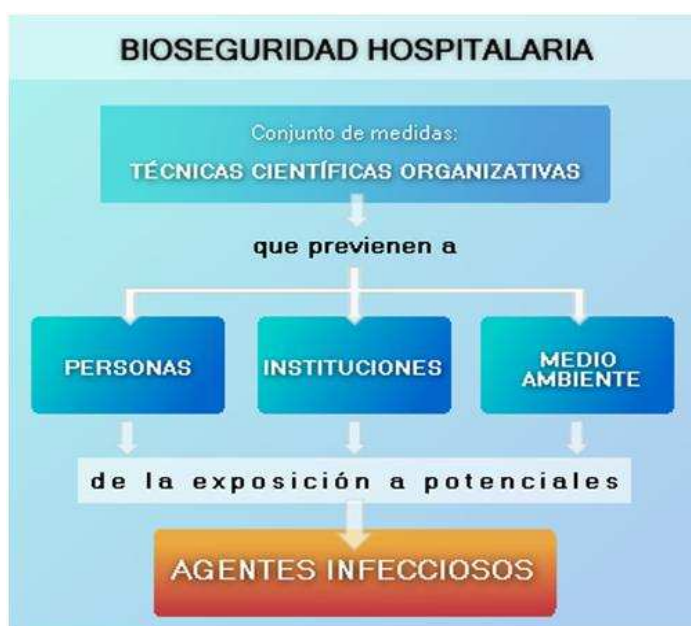 BIOSEGURIDAD HOSPITALARIA
Conjunto de medidas:
TÉCNICAS CIENTÍFICAS ORGANIZATIVAS
que previenen a
PERSONAS
INSTITUCIONES
MEDIO
AMBIENTE
de la exposición a potenciales
AGENTES INFECCIOSOS